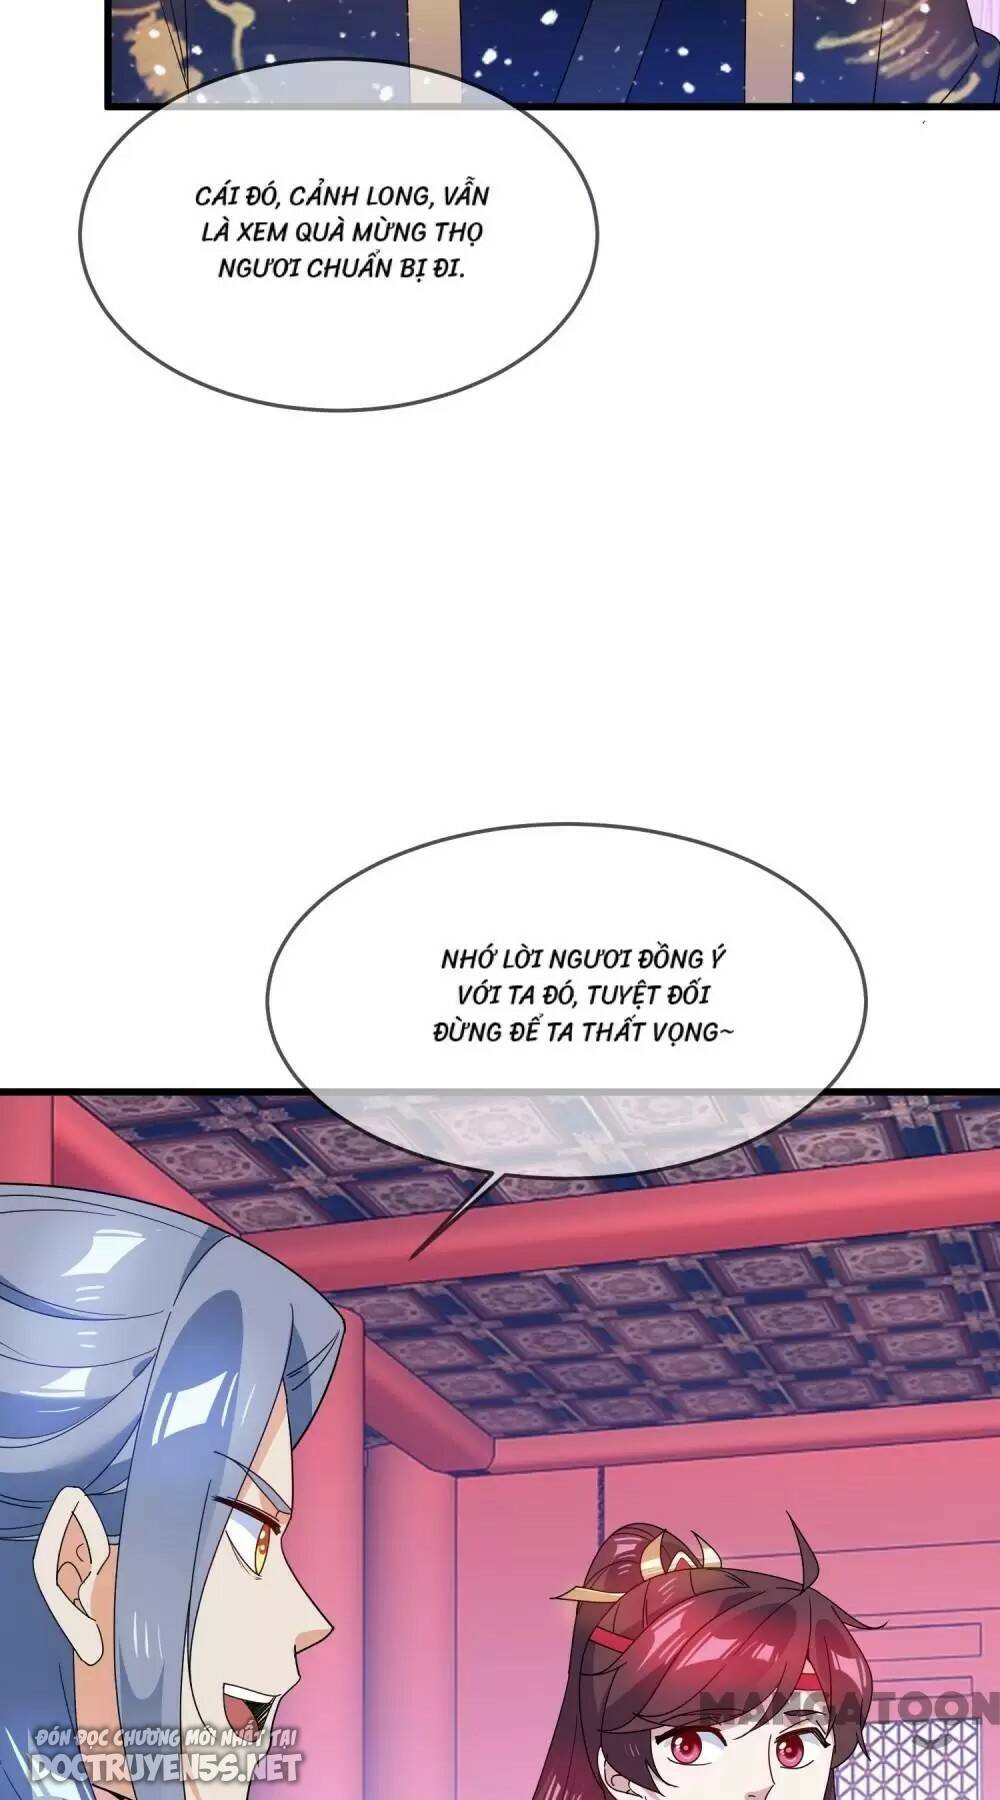 CÁI ĐÓ, CẢNH LONG, VẪN
LÀ XEM QUÀ MỪNG THỌ
NGƯƠI CHUẨN BỊ ĐI.
NHỚ LỜI NGƯƠI ĐỒNG Ý
VỚI TA ĐÓ, TUYỆT ĐỐI
ĐỪNG ĐỂ TA THẤT VỌNG~
MANGATOON
ĐÓN ĐỌC CHƯƠNG MỚI NHẤT TẠI
DOCTRUYEN5S.NET